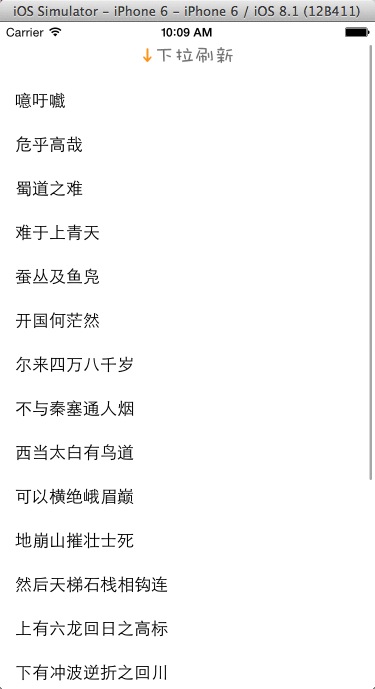 iOS Simulator – iPhone 6 – iPhone 6 / iOS 8.1 (12B411)
Carrier 10:09 AM
↓下拉刷新
噫吁嚱
危乎高哉
蜀道之难
难于上青天
蚕丛及鱼凫
开国何茫然
尔来四万八千岁
不与秦塞通人烟
西当太白有鸟道
可以横绝峨眉巅
地崩山摧壮士死
然后天梯石栈相钩连
上有六龙回日之高标
下有冲波逆折之回川